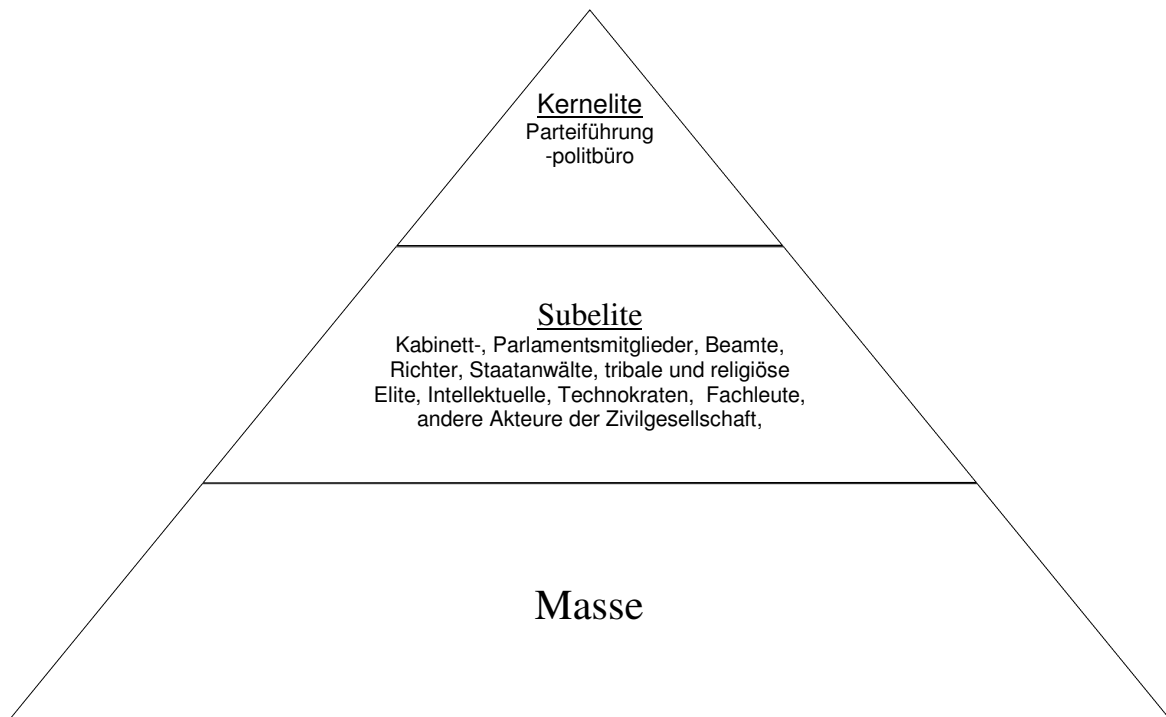 Kernelite
Parteiführung
-politbüro
Subelite
Kabinett-, Parlamentsmitglieder, Beamte,
Richter, Staatanwälte, tribale und religiöse
Elite, Intellektuelle, Technokraten, Fachleute,
andere Akteure der Zivilgesellschaft,
Masse